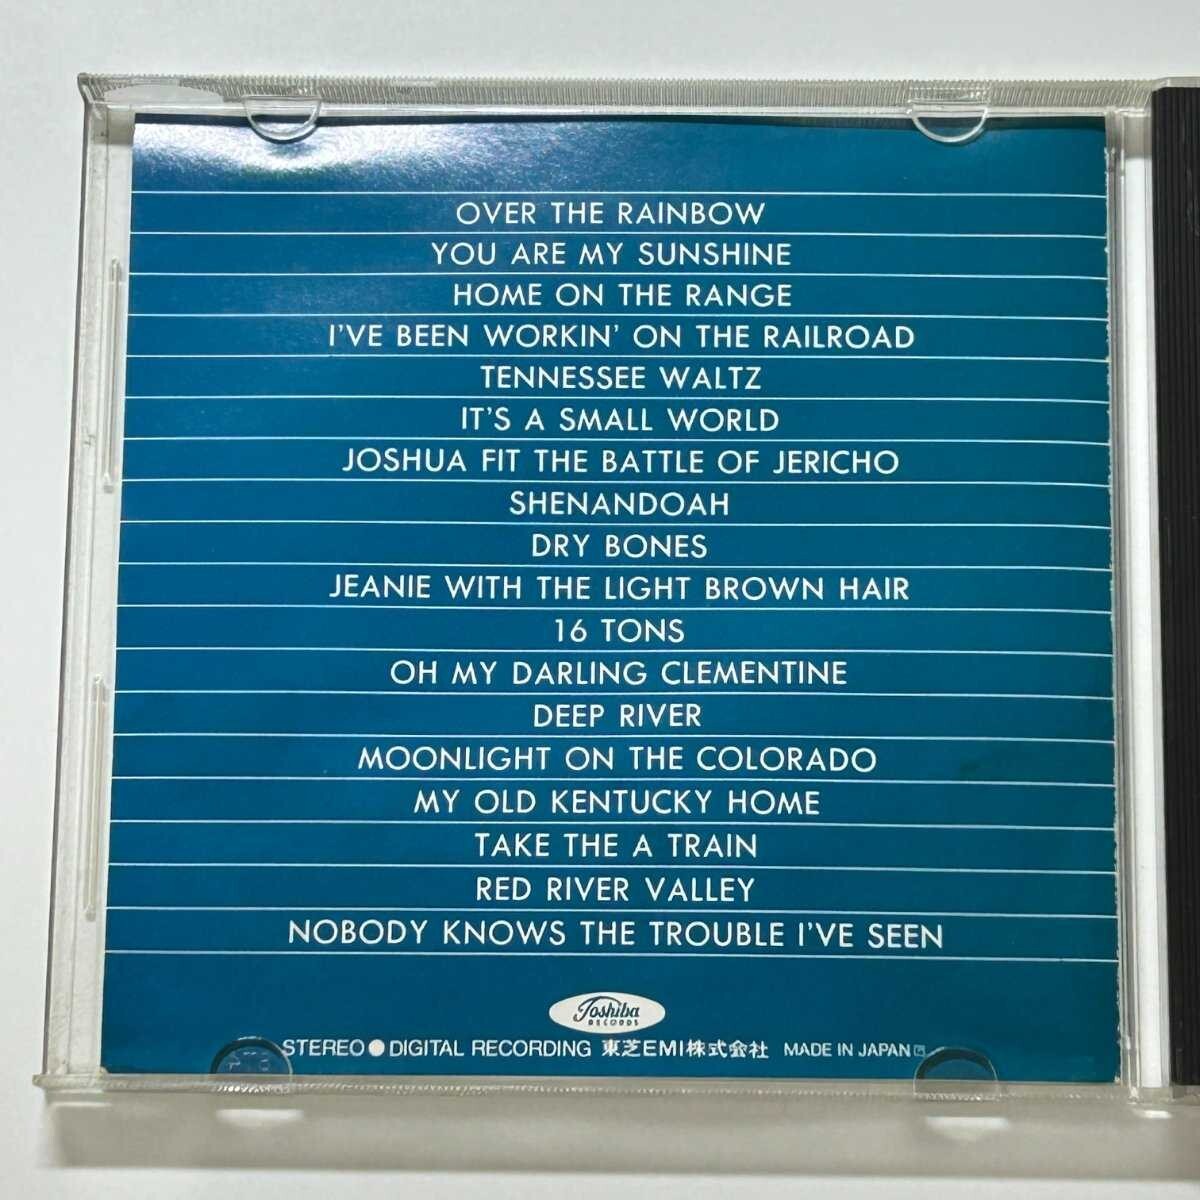 OVER THE RAINBOW
YOU ARE MY SUNSHINE
HOME ON THE RANGE
I'VE BEEN WORKIN' ON THE RAILROAD
TENNESSEE WALTZ
IT'S A SMALL WORLD
JOSHUA FIT THE BATTLE OF JERICHO
SHENANDOAH
DRY BONES
JEANIE WITH THE LIGHT BROWN HAIR
16 TONS
OH MY DARLING CLEMENTINE
DEEP RIVER
MOONLIGHT ON THE COLORADO
MY OLD KENTUCKY HOME
TAKE THE A TRAIN
RED RIVER VALLEY
NOBODY KNOWS THE TROUBLE I'VE SEEN
Toshiba
RECORDS
STEREO●DIGITAL RECORDING 東芝EMI株式会社 MADE IN JAPAN